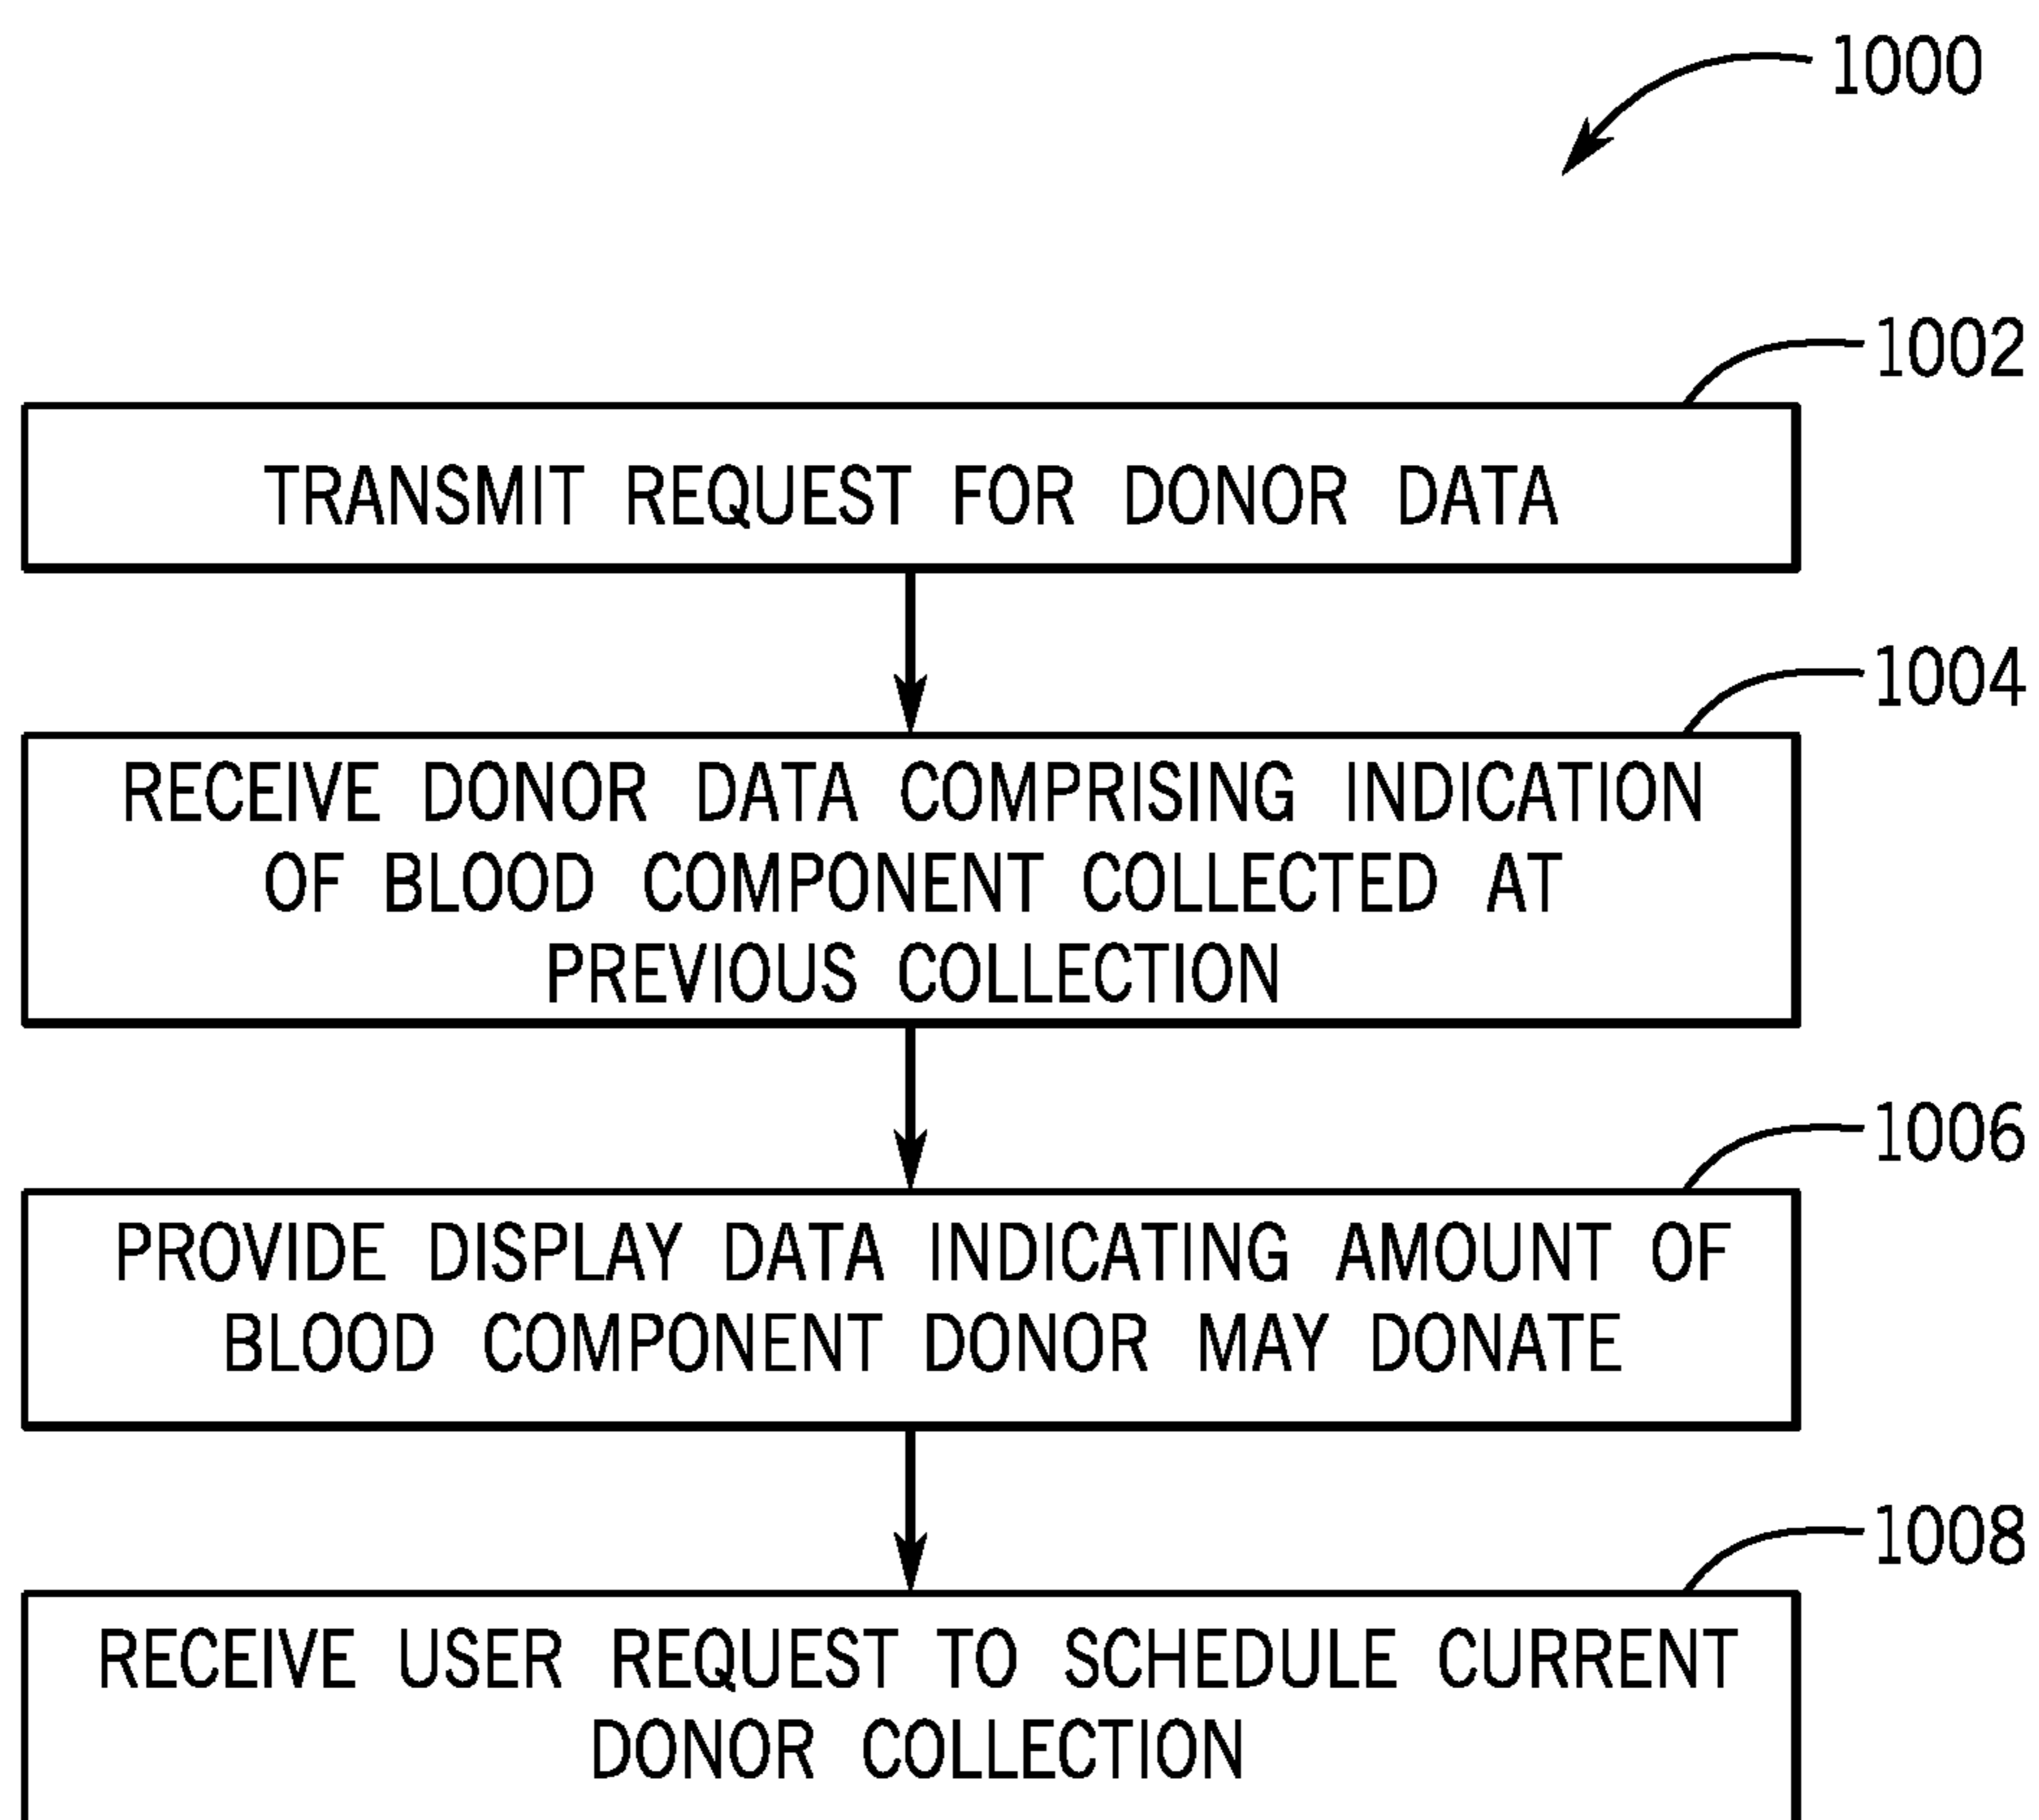 1000
1002
TRANSMIT REQUEST FOR DONOR DATA
1004
RECEIVE DONOR DATA COMPRISING INDICATION
OF BLOOD COMPONENT COLLECTED AT
PREVIOUS COLLECTION
1006
PROVIDE DISPLAY DATA INDICATING AMOUNT OF
BLOOD COMPONENT DONOR MAY DONATE
1008
RECEIVE USER REQUEST TO SCHEDULE CURRENT
DONOR COLLECTION